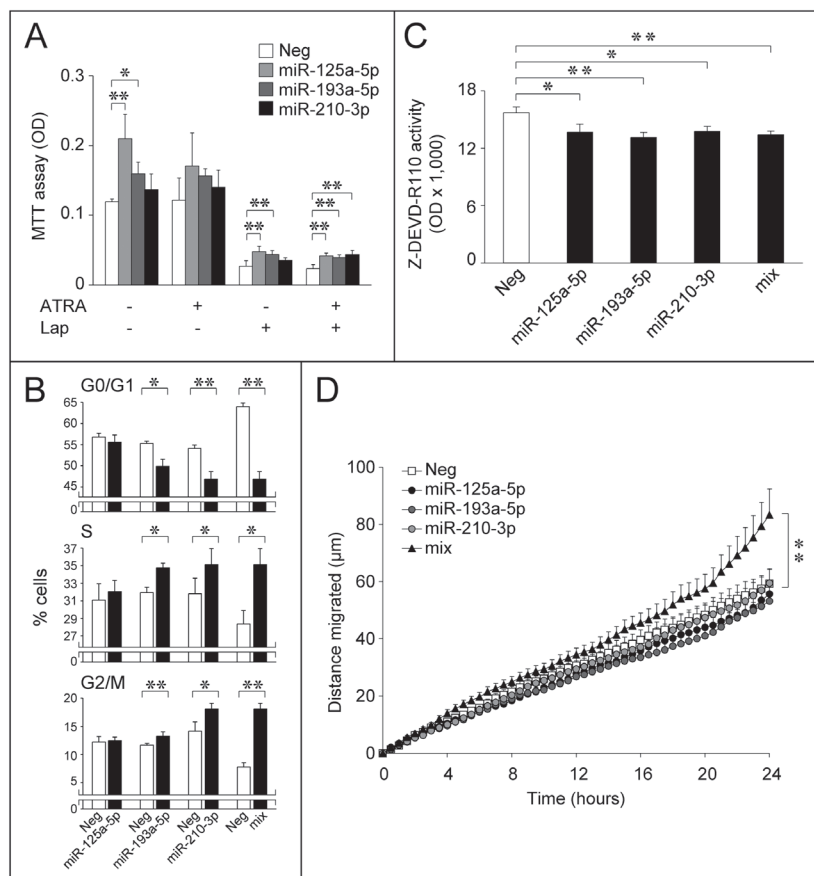 A
Neg
miR-125a-5p
miR-193a-5p
miR-210-3p
MTT assay (OD)
0.3
0.2
0.1
0
*
**
**
**
**
**
**
ATRA - + - +
Lap - - + +
C
**
*
**
*
Z-DEVD-R110 activity
(OD x 1,000)
18
15
12
0
Neg
miR-125a-5p
miR-193a-5p
miR-210-3p
mix
B
G0/G1
* ** **
65
60
55
50
45
0
S
* * *
37
35
33
31
29
27
0
% cells
G2/M
** * **
20
15
10
5
0
Neg
miR-125a-5p
Neg
miR-193a-5p
Neg
miR-210-3p
Neg
mix
D
Neg
miR-125a-5p
miR-193a-5p
miR-210-3p
mix
**
Distance migrated (µm)
100
80
60
40
20
0
0 4 8 12 16 20 24
Time (hours)